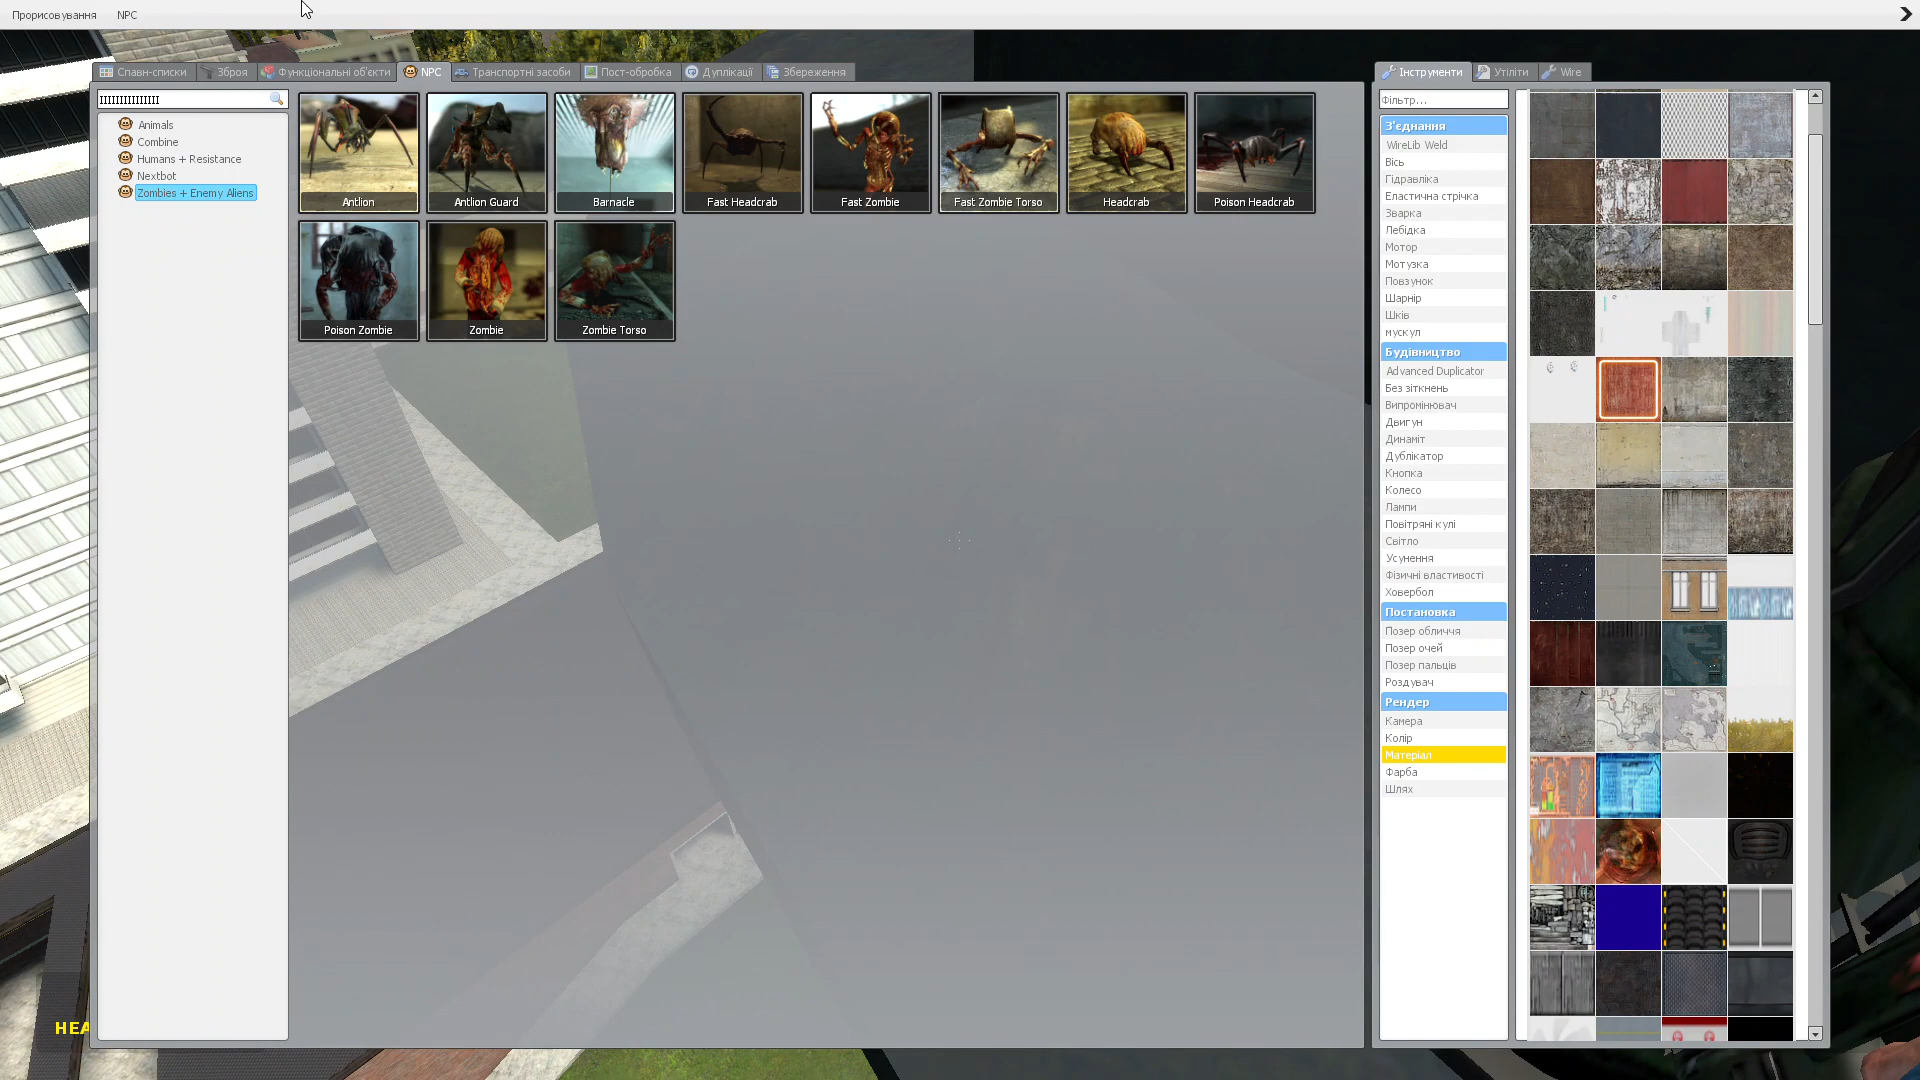 Прорисовування NPC
Спавн-списки Зброя Функціональні об'єкти NPC Транспортні засоби Пост-обробка Дуплікації Збереження
IIIIIIIIIIIIIII
Animals
Combine
Humans + Resistance
Nextbot
Zombies + Enemy Aliens
Antlion Antlion Guard Barnacle Fast Headcrab Fast Zombie Fast Zombie Torso Headcrab Poison Headcrab
Poison Zombie Zombie Zombie Torso
HEA
Інструменти Утиліти Wire
Фільтр...
З'єднання
WireLib Weld
Вісь
Гідравліка
Еластична стрічка
Зварка
Лебідка
Мотор
Мотузка
Повзунок
Шарнір
Шків
мускул
Будівництво
Advanced Duplicator
Без зіткнень
Випромінювач
Двигун
Динаміт
Дублікатор
Кнопка
Колесо
Лампи
Повітряні кулі
Світло
Усунення
Фізичні властивості
Ховербол
Постановка
Позер обличчя
Позер очей
Позер пальців
Роздувач
Рендер
Камера
Колір
Матеріал
Фарба
Шлях